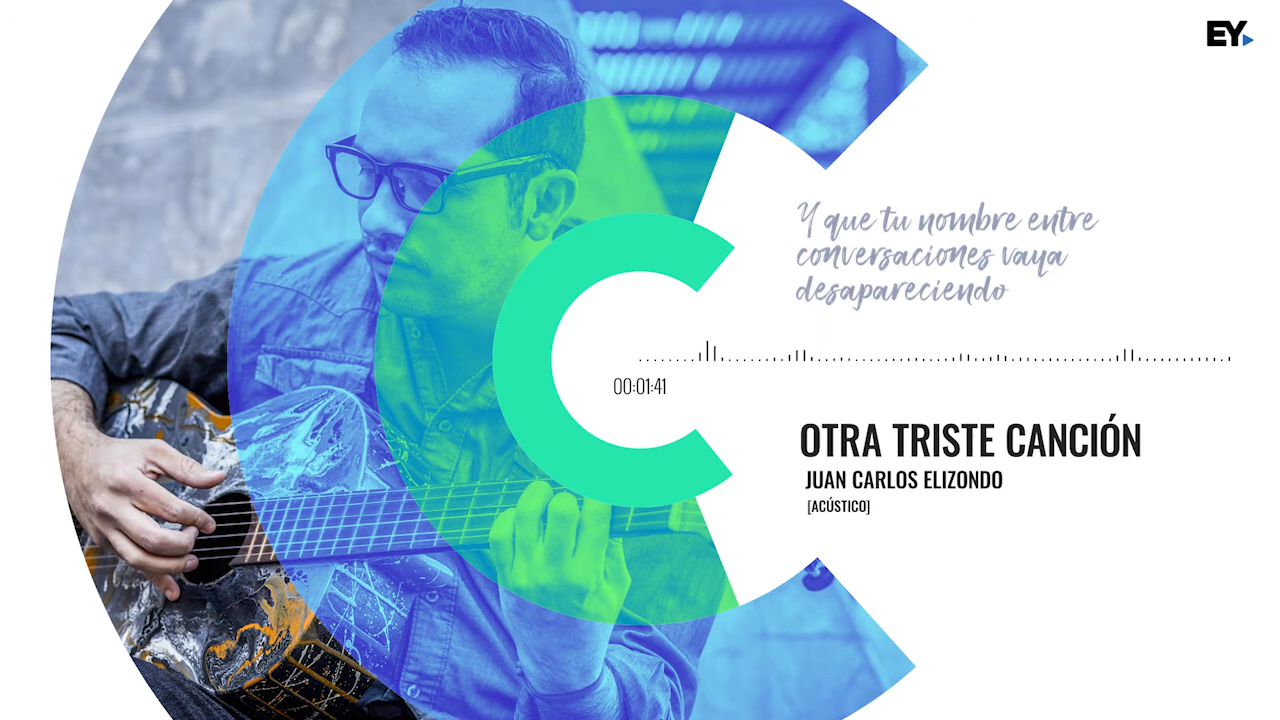 EY
Y que tu nombre entre
conversaciones vaya
desapareciendo
00:01:41
OTRA TRISTE CANCIÓN
JUAN CARLOS ELIZONDO
[ACÚSTICO]